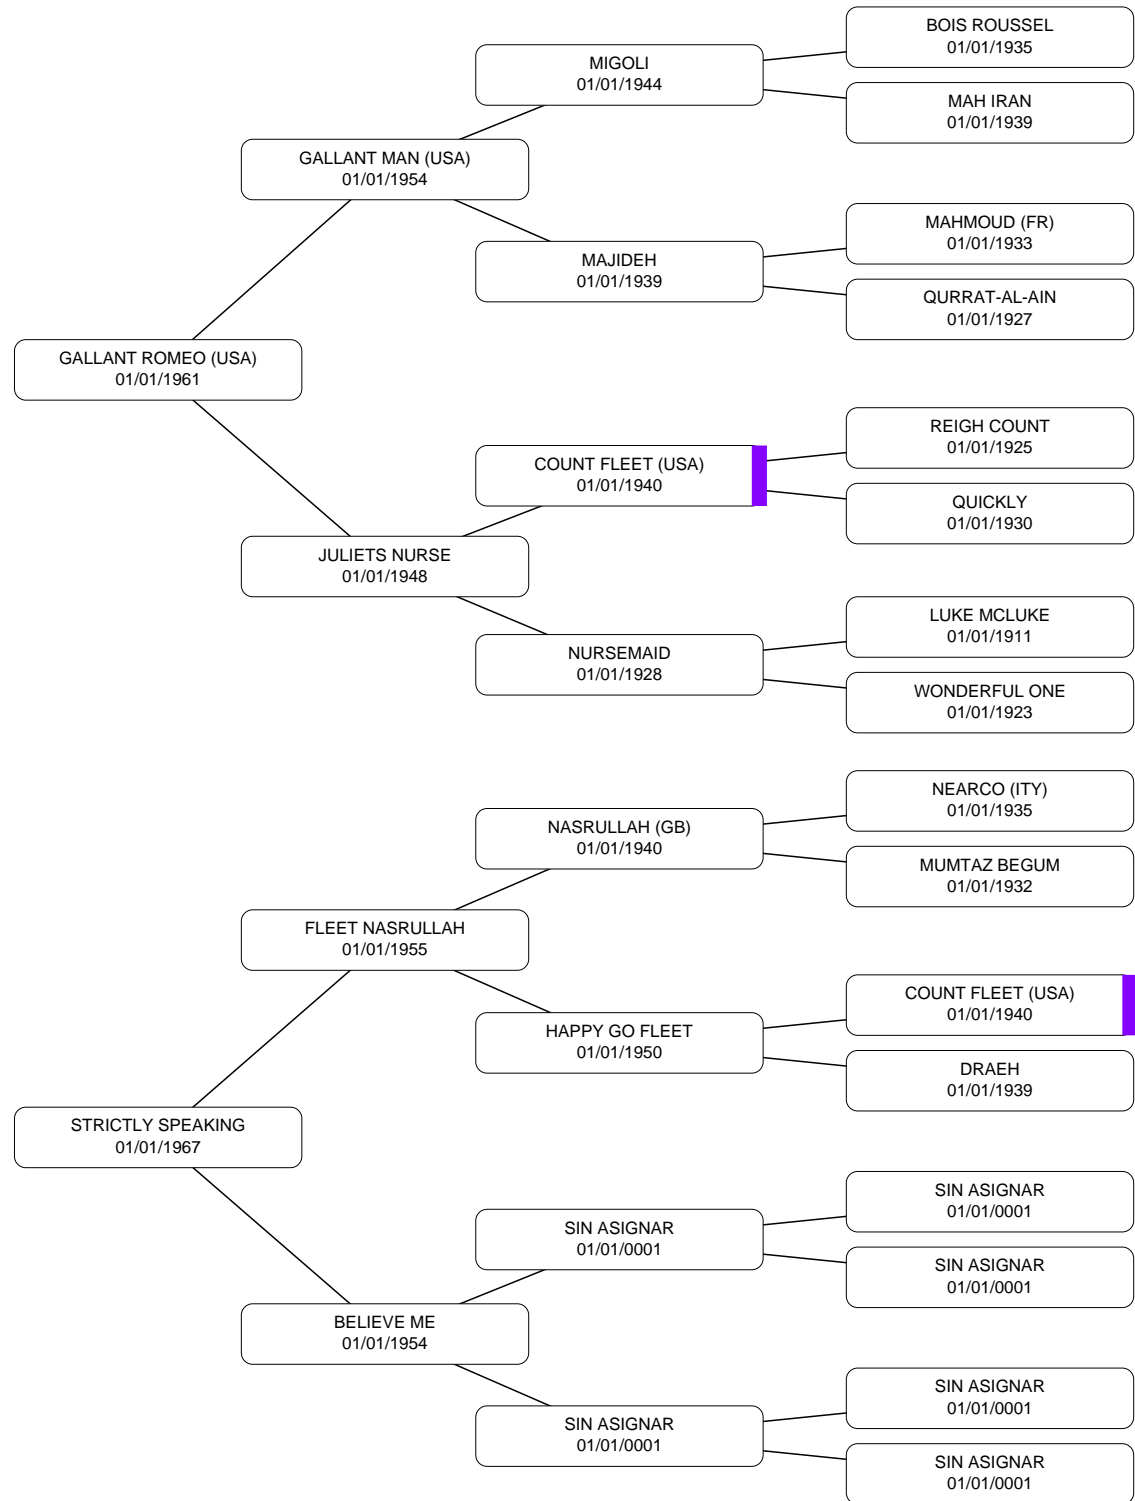 BOIS ROUSSEL
01/01/1935
MIGOLI
01/01/1944
MAH IRAN
01/01/1939
GALLANT MAN (USA)
01/01/1954
MAHMOUD (FR)
01/01/1933
MAJIDEH
01/01/1939
QURRAT-AL-AIN
01/01/1927
GALLANT ROMEO (USA)
01/01/1961
REIGH COUNT
01/01/1925
COUNT FLEET (USA)
01/01/1940
QUICKLY
01/01/1930
JULIETS NURSE
01/01/1948
LUKE MCLUKE
01/01/1911
NURSEMAID
01/01/1928
WONDERFUL ONE
01/01/1923
NEARCO (ITY)
01/01/1935
NASRULLAH (GB)
01/01/1940
MUMTAZ BEGUM
01/01/1932
FLEET NASRULLAH
01/01/1955
COUNT FLEET (USA)
01/01/1940
HAPPY GO FLEET
01/01/1950
DRAEH
01/01/1939
STRICTLY SPEAKING
01/01/1967
SIN ASIGNAR
01/01/0001
SIN ASIGNAR
01/01/0001
SIN ASIGNAR
01/01/0001
BELIEVE ME
01/01/1954
SIN ASIGNAR
01/01/0001
SIN ASIGNAR
01/01/0001
SIN ASIGNAR
01/01/0001